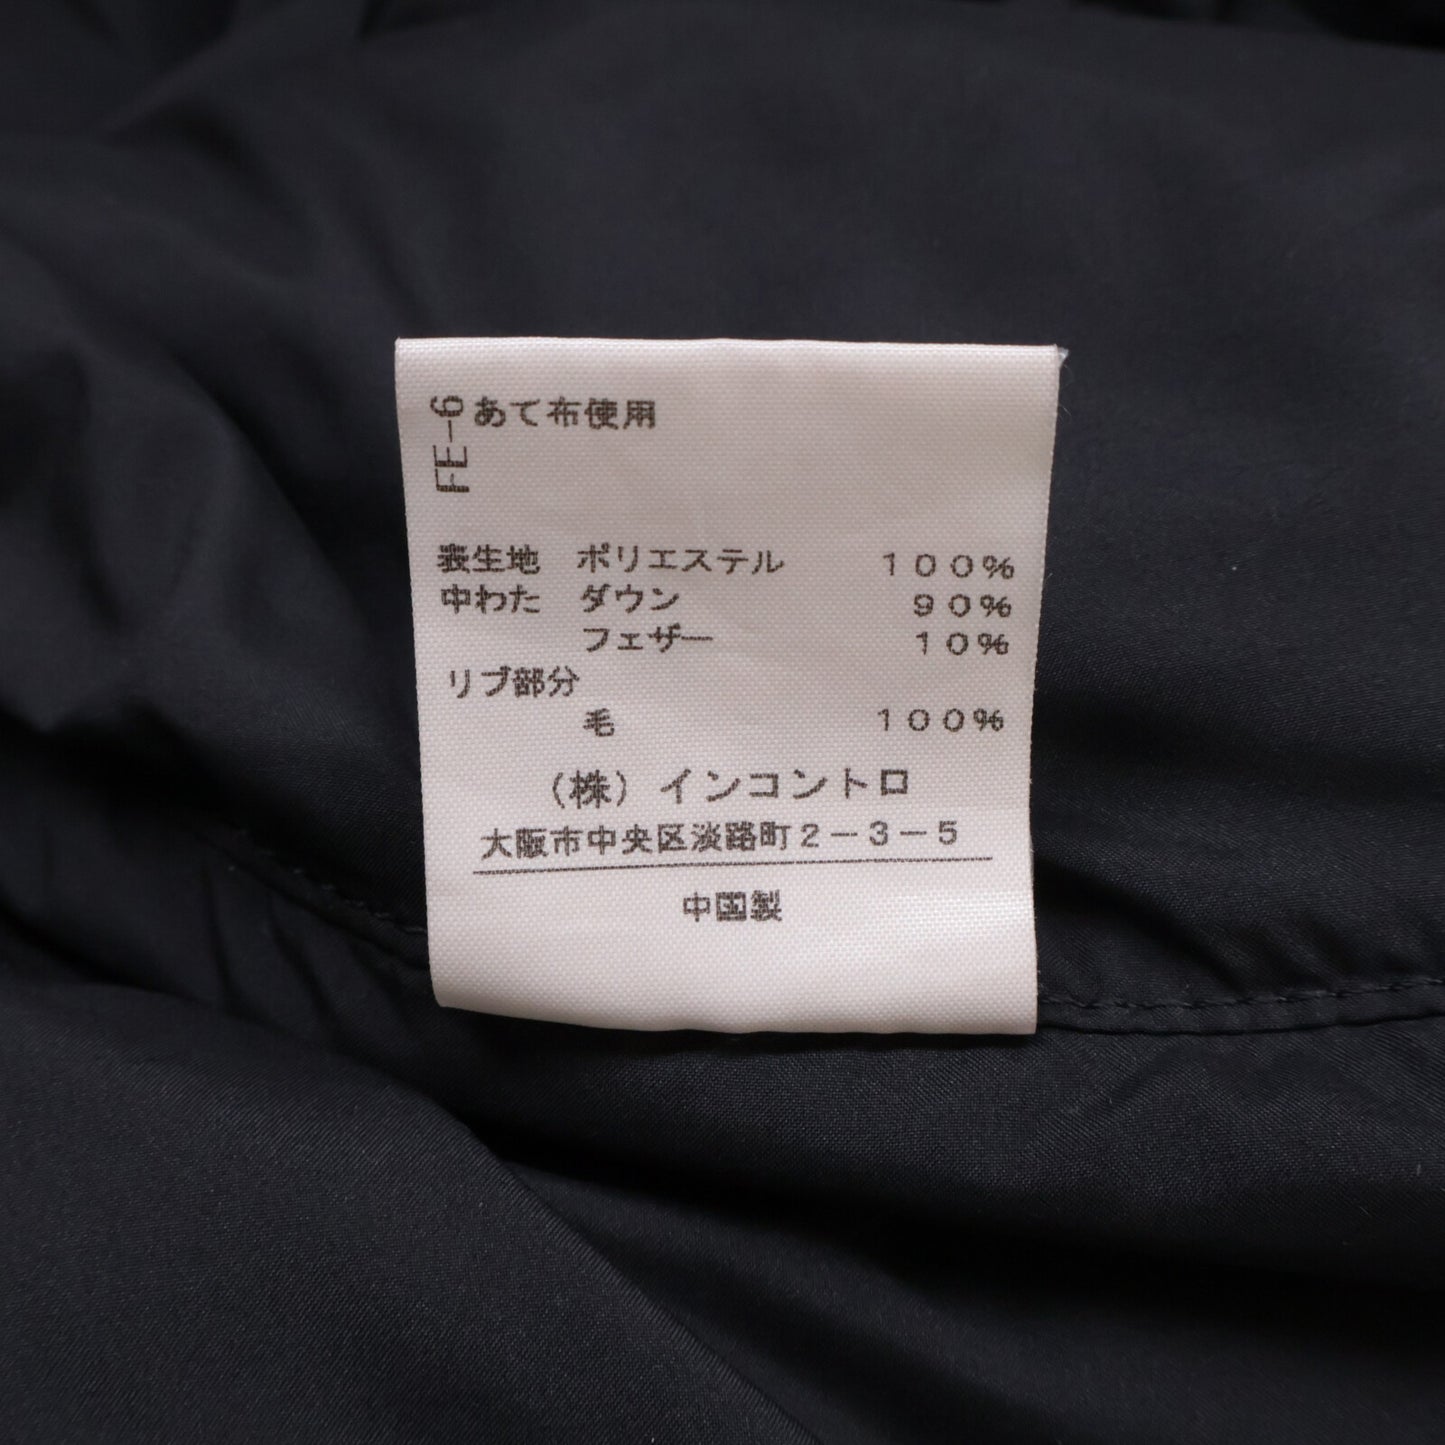 FE-6
あて布使用
表生地 ポリエステル 100%
中わた ダウン 90%
フェザー 10%
リブ部分
毛 100%
(株) インコントロ
大阪市中央区淡路町2-3-5
中国製